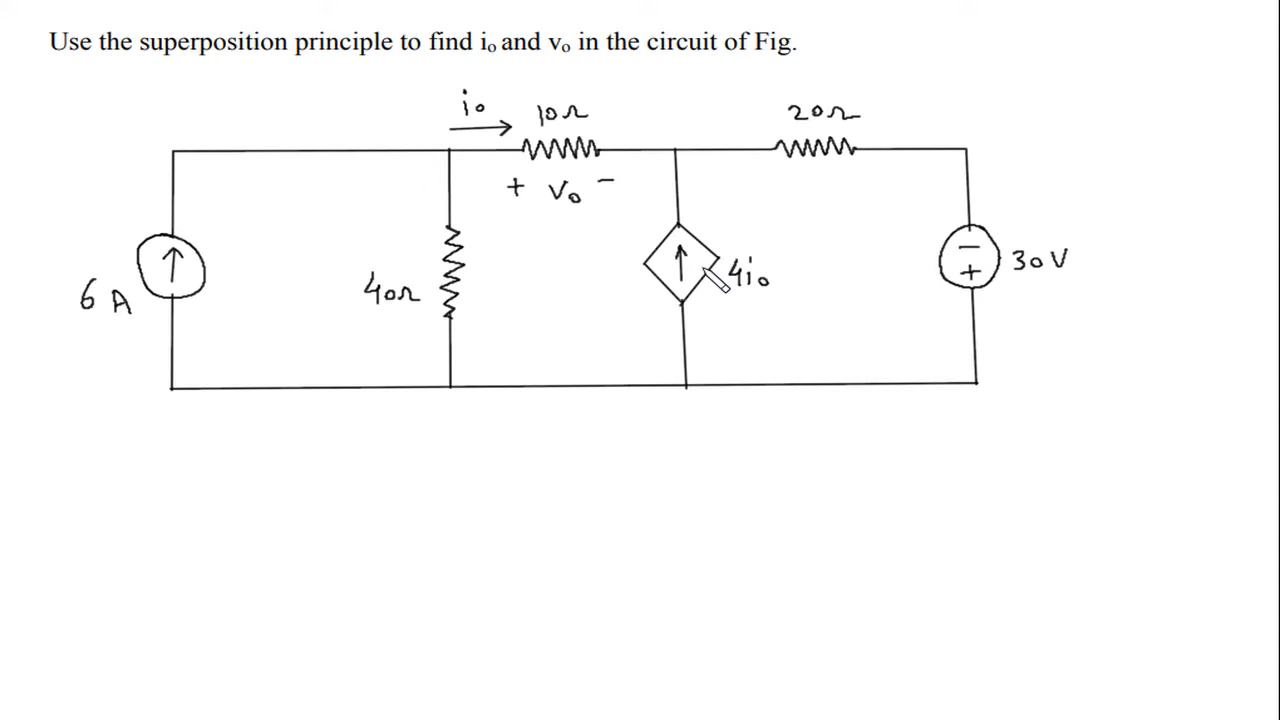 Use the superposition principle to find iₒ and vₒ in the circuit of Fig.
iₒ
10Ω
20Ω
+ Vₒ −
6 A
40Ω
4iₒ
− +
30V